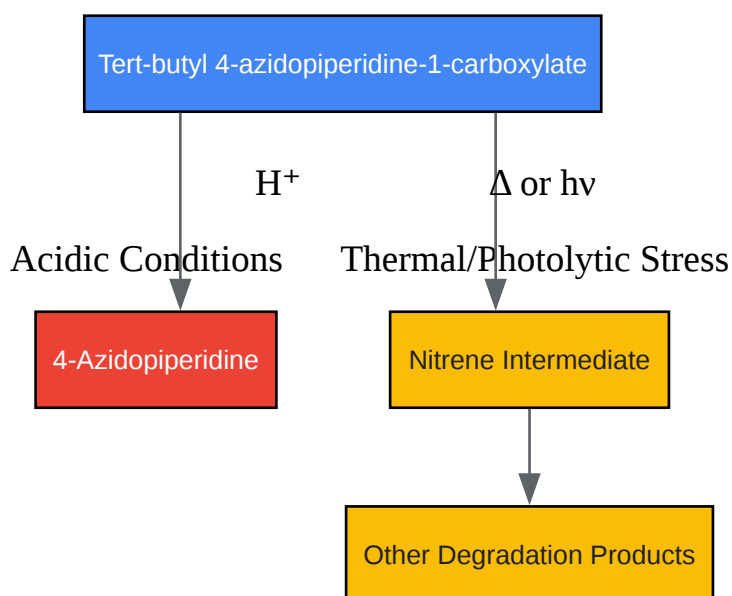 Tert-butyl 4-azidopiperidine-1-carboxylate
H⁺
Δ or hν
Acidic Conditions
Thermal/Photolytic Stress
4-Azidopiperidine
Nitrene Intermediate
Other Degradation Products